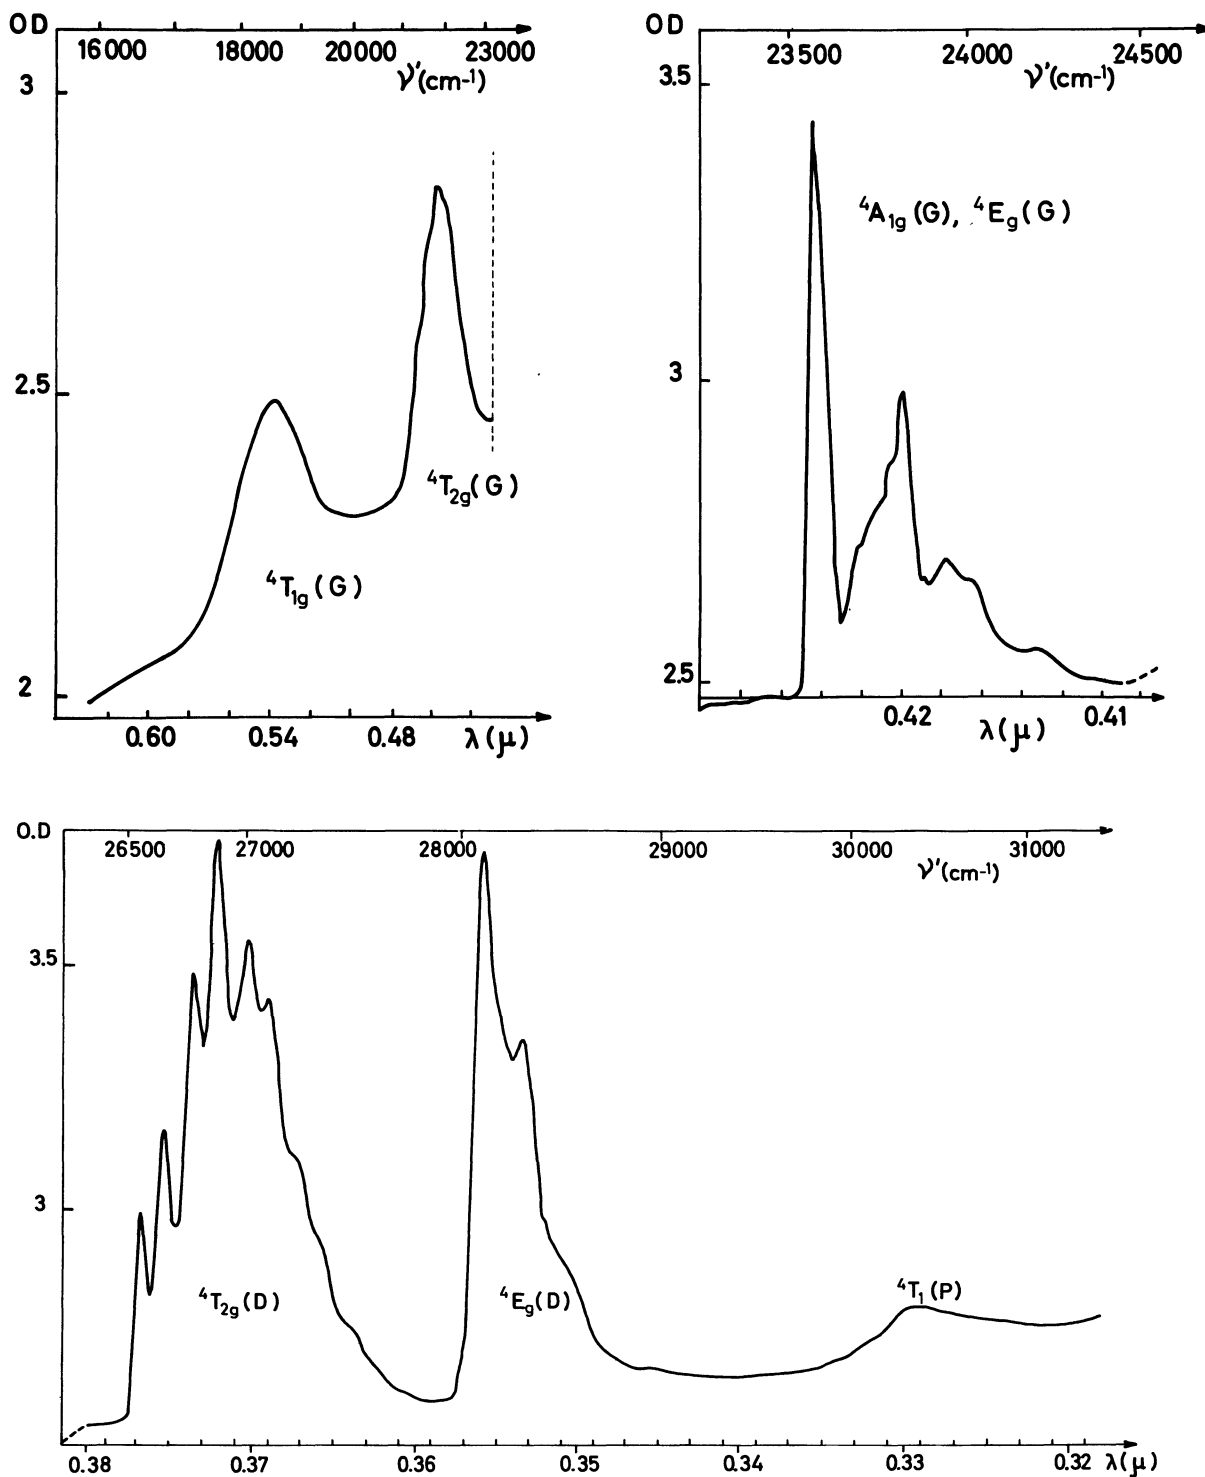 OD
16000 18000 20000 23000
ν'(cm-1)
3
2.5
2
⁴T₂g(G)
⁴T₁g(G)
0.60 0.54 0.48 λ(μ)
OD
23500 24000 24500
ν'(cm-1)
3.5
⁴A₁g(G), ⁴Eg(G)
3
2.5
0.42 λ(μ) 0.41
O.D
26500 27000 28000 29000 30000 31000
ν'(cm-1)
3.5
3
⁴T₂g(D) ⁴Eg(D) ⁴T₁(P)
0.38 0.37 0.36 0.35 0.34 0.33 0.32 λ(μ)